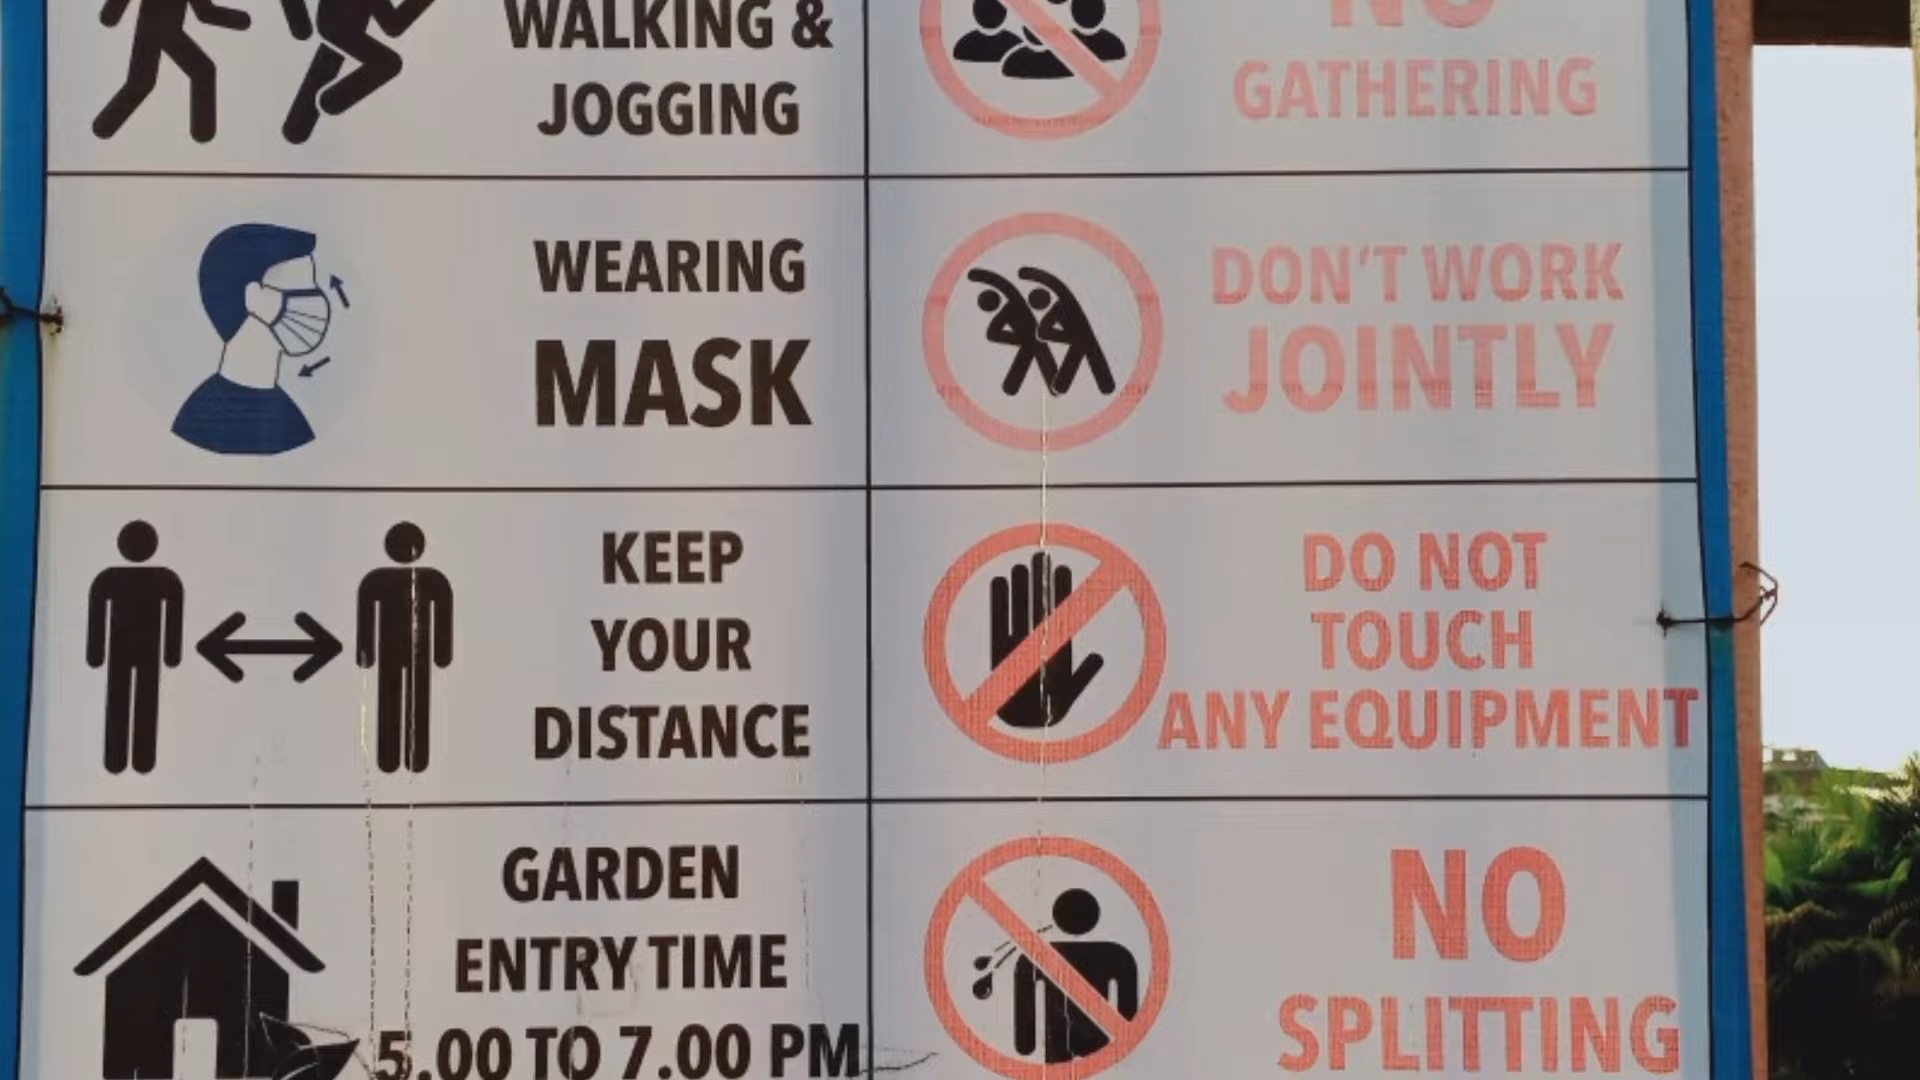 WALKING &
JOGGING
NO
GATHERING
WEARING
MASK
DON'T WORK
JOINTLY
KEEP
YOUR
DISTANCE
DO NOT
TOUCH
ANY EQUIPMENT
GARDEN
ENTRY TIME
5.00 TO 7.00 PM
NO
SPLITTING